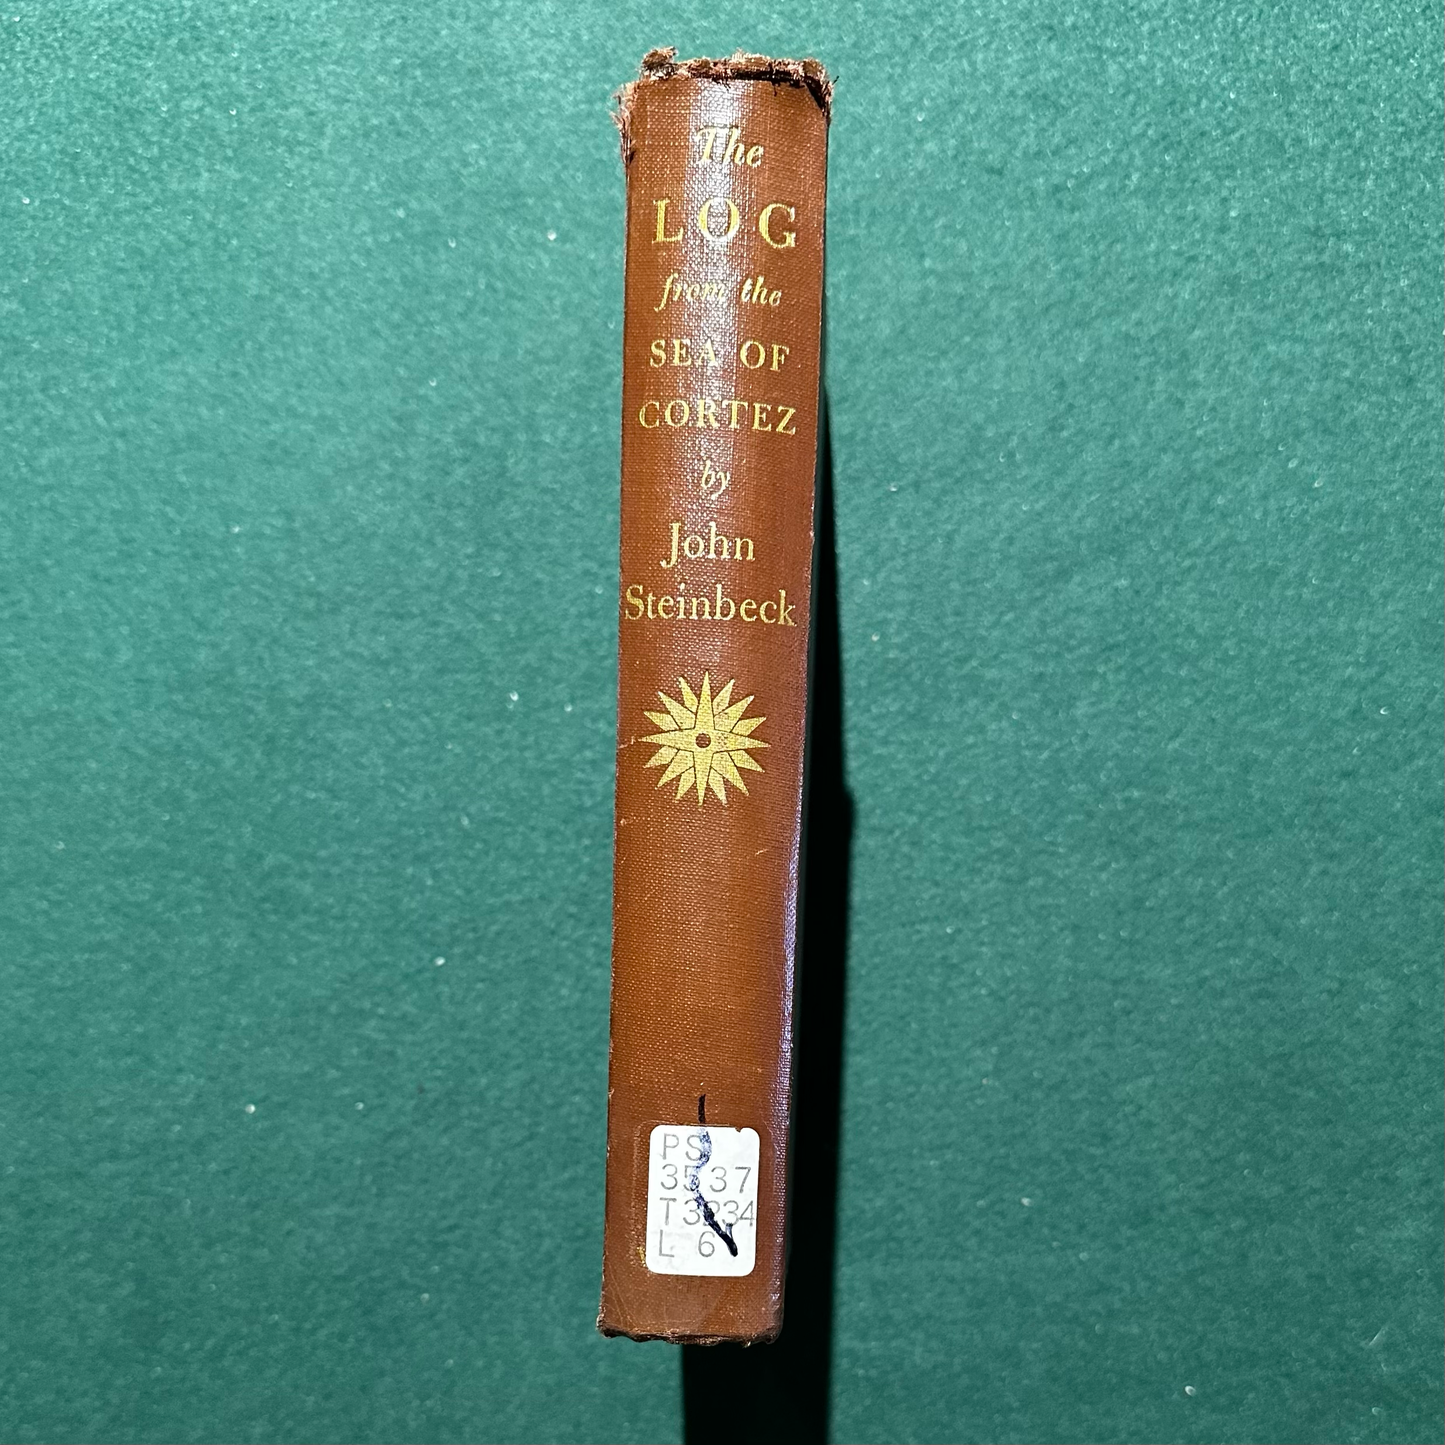 The
LOG
from the
SEA OF
CORTEZ
by
John
Steinbeck
PS
3537
T3234
L 6